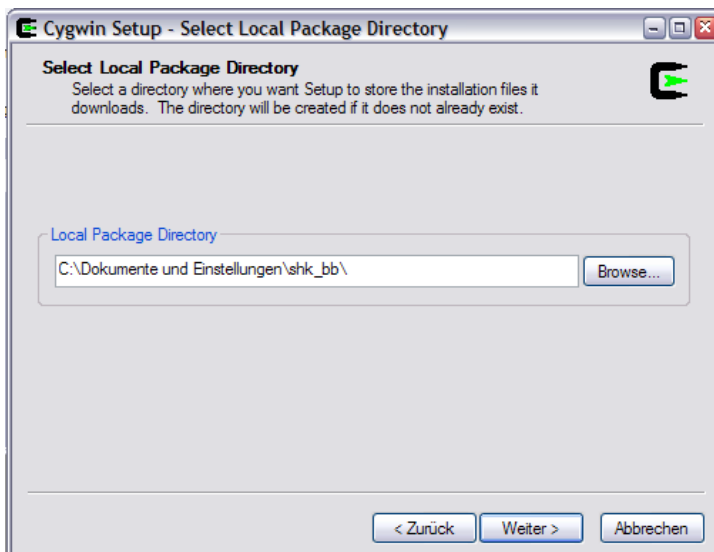 Cygwin Setup - Select Local Package Directory
Select Local Package Directory
Select a directory where you want Setup to store the installation files it
downloads. The directory will be created if it does not already exist.
Local Package Directory
C:\Dokumente und Einstellungen\shk_bb\
Browse...
< Zurück
Weiter >
Abbrechen